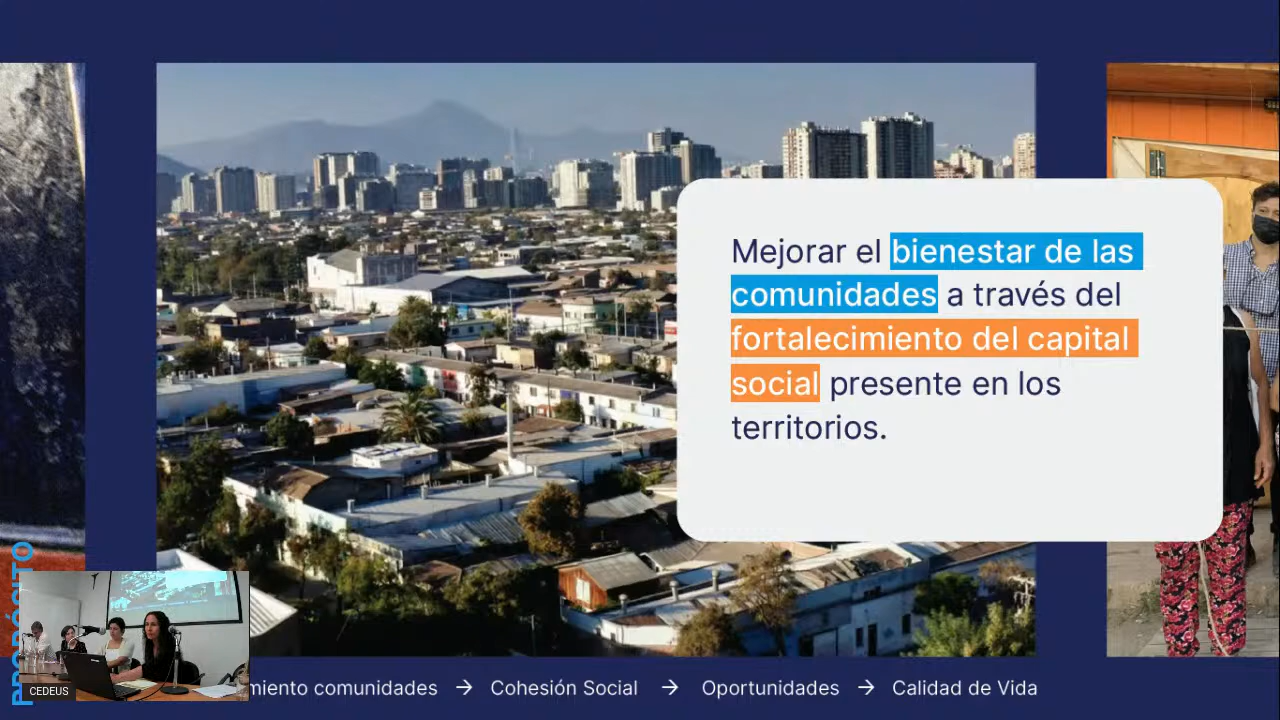 Mejorar el bienestar de las
comunidades a través del
fortalecimiento del capital
social presente en los
territorios.
PROPÓSITO
CEDEUS
miento comunidades → Cohesión Social → Oportunidades → Calidad de Vida